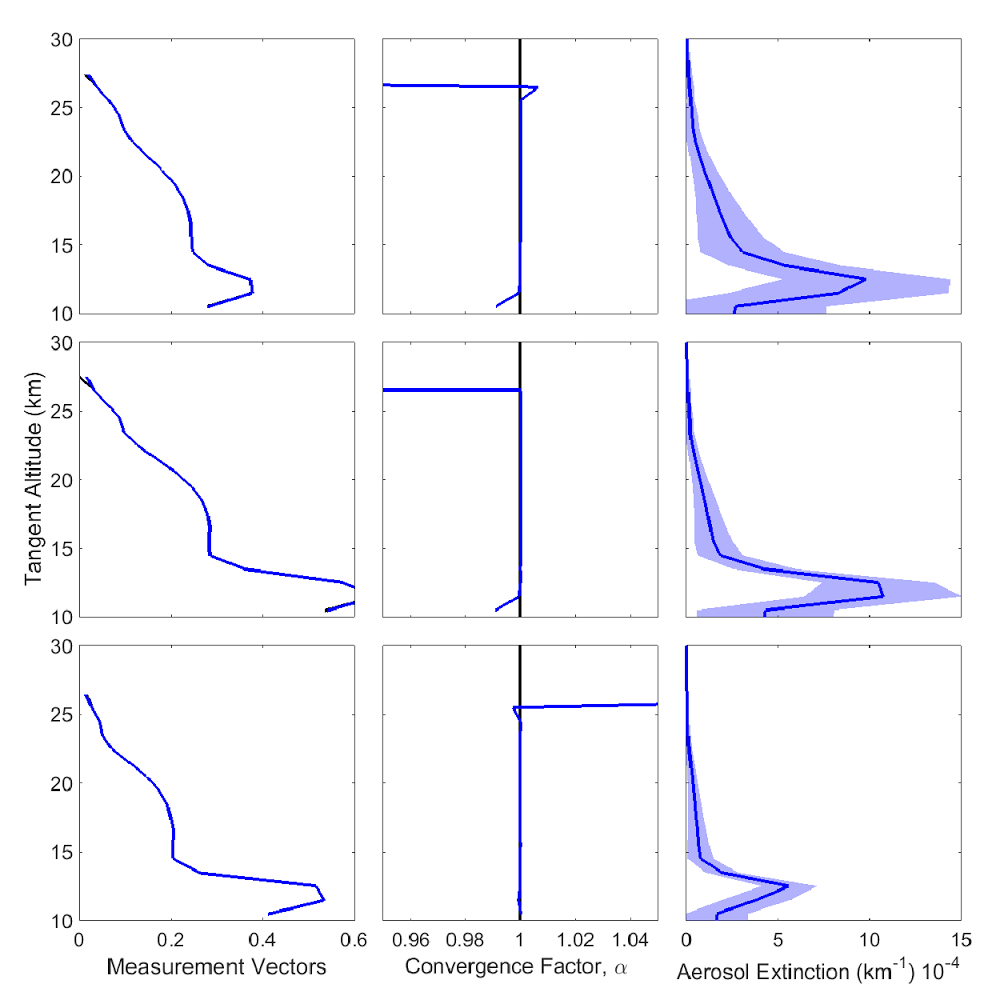 30
25
20
15
10
30
25
20
15
10
Tangent Altitude (km)
30
25
20
15
10
0 0.2 0.4 0.6
0.96 0.98 1 1.02 1.04
0 5 10 15
Measurement Vectors
Convergence Factor, α
Aerosol Extinction (km⁻¹) 10⁻⁴